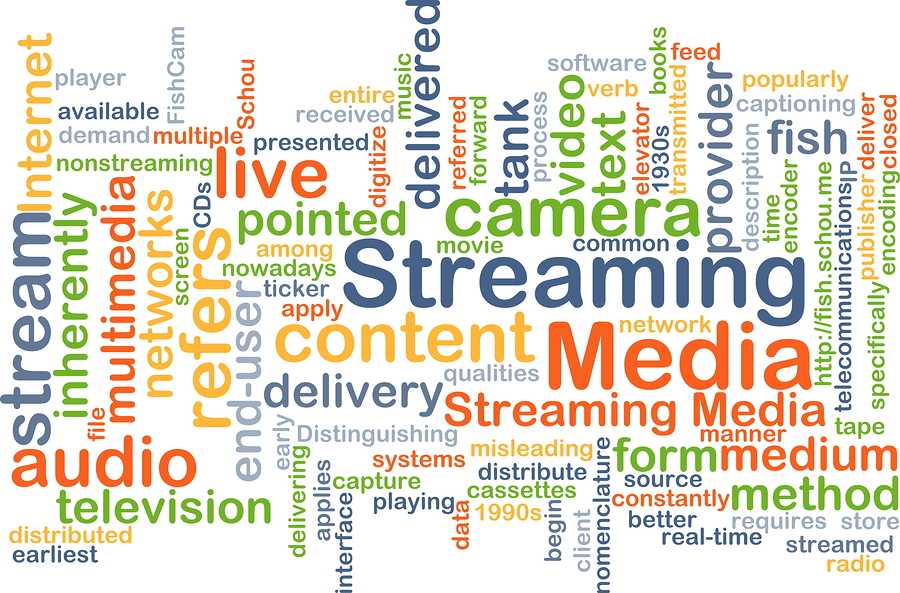 delivered
Internet
player
FishCam
Schou
music
software
books
feed
available
entire
received
verb
popularly
captioning
demand
multiple
presented
digitize
referred
forward
tank
process
video
text
elevator
1930s
transmitted
provider
description
fish
deliver
closed
nonstreaming
live
CDs
pointed
camera
time
encoder
IP
publisher
encoding
stream
inherently
multimedia
networks
screen
refers
among
nowadays
movie
common
ticker
Streaming
http://fish.schou.me
telecommunications
specifically
apply
end-user
content
network
Media
delivery
qualities
Streaming Media
file
early
Distinguishing
manner
tape
audio
systems
misleading
form
medium
television
delivering
applies
capture
distribute
cassettes
nomenclature
source
constantly
method
interface
playing
data
1990s
begin
client
better
requires
store
distributed
real-time
earliest
streamed
radio